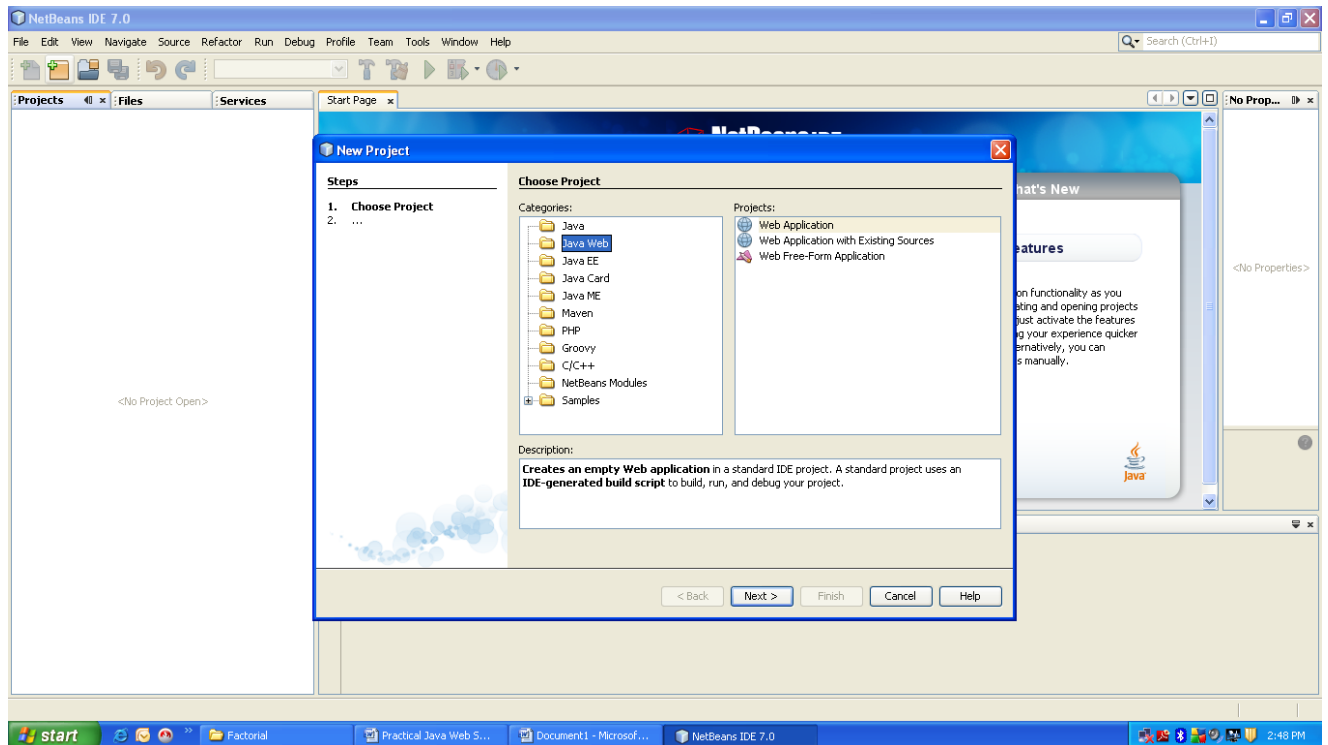 NetBeans IDE 7.0
File Edit View Navigate Source Refactor Run Debug Profile Team Tools Window Help
Search (Ctrl+I)
Projects
Files
Services
Start Page
No Prop...
<No Project Open>
New Project
Steps
1. Choose Project
2. ...
Choose Project
Categories:
Java
Java Web
Java EE
Java Card
Java ME
Maven
PHP
Groovy
C/C++
NetBeans Modules
Samples
Projects:
Web Application
Web Application with Existing Sources
Web Free-Form Application
Description:
Creates an empty Web application in a standard IDE project. A standard project uses an
IDE-generated build script to build, run, and debug your project.
< Back
Next >
Finish
Cancel
Help
hat's New
eatures
on functionality as you
ating and opening projects
just activate the features
g your experience quicker
ernatively, you can
s manually.
Java
<No Properties>
start
Factorial
Practical Java Web S...
Document1 - Microsof...
NetBeans IDE 7.0
2:48 PM